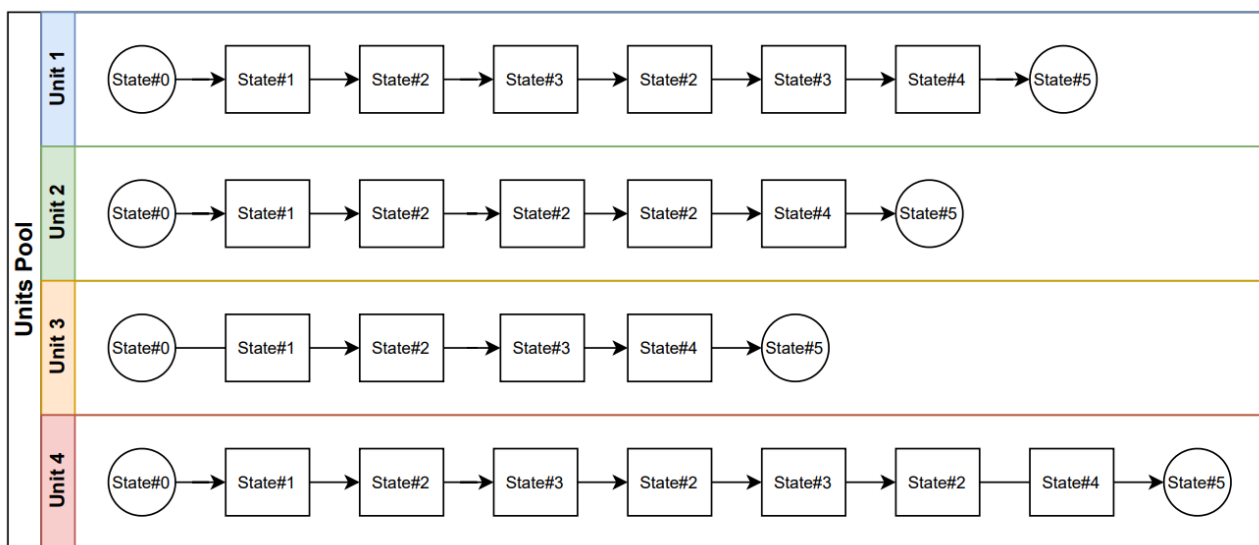 Units Pool
Unit 1
State#0 State#1 State#2 State#3 State#2 State#3 State#4 State#5
Unit 2
State#0 State#1 State#2 State#2 State#2 State#4 State#5
Unit 3
State#0 State#1 State#2 State#3 State#4 State#5
Unit 4
State#0 State#1 State#2 State#3 State#2 State#3 State#2 State#4 State#5